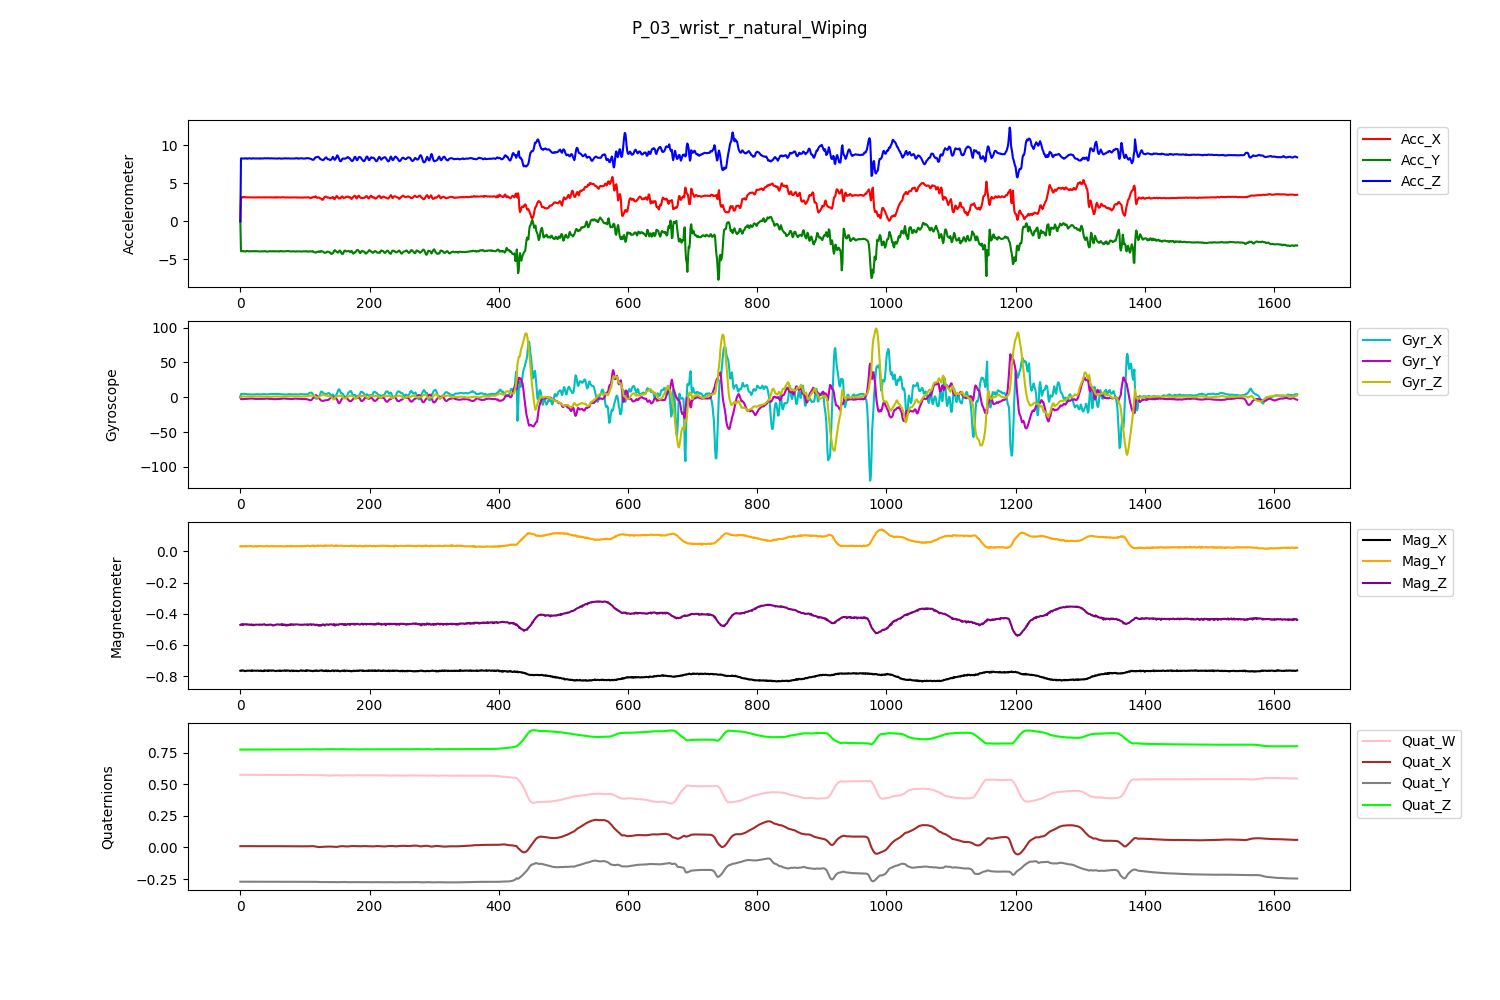 P_03_wrist_r_natural_Wiping
Accelerometer
10
5
0
−5
0 200 400 600 800 1000 1200 1400 1600
Acc_X
Acc_Y
Acc_Z
Gyroscope
100
50
0
−50
−100
0 200 400 600 800 1000 1200 1400 1600
Gyr_X
Gyr_Y
Gyr_Z
Magnetometer
0.0
−0.2
−0.4
−0.6
−0.8
0 200 400 600 800 1000 1200 1400 1600
Mag_X
Mag_Y
Mag_Z
Quaternions
0.75
0.50
0.25
0.00
−0.25
0 200 400 600 800 1000 1200 1400 1600
Quat_W
Quat_X
Quat_Y
Quat_Z